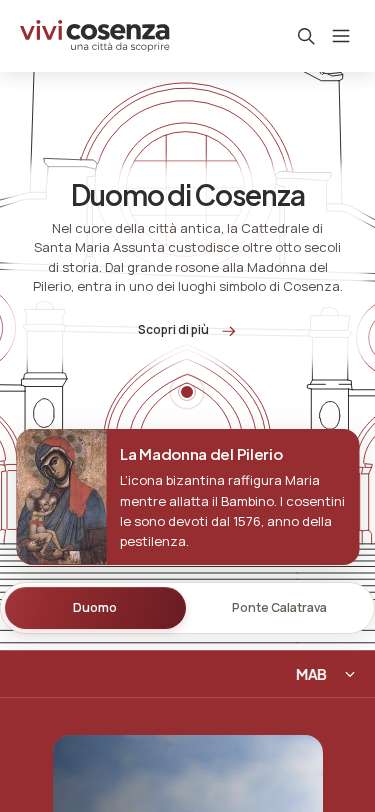 vivicosenza
una città da scoprire
Duomo di Cosenza
Nel cuore della città antica, la Cattedrale di
Santa Maria Assunta custodisce oltre otto secoli
di storia. Dal grande rosone alla Madonna del
Pilerio, entra in uno dei luoghi simbolo di Cosenza.
Scopri di più
La Madonna del Pilerio
L'icona bizantina raffigura Maria
mentre allatta il Bambino. I cosentini
le sono devoti dal 1576, anno della
pestilenza.
Duomo
Ponte Calatrava
MAB